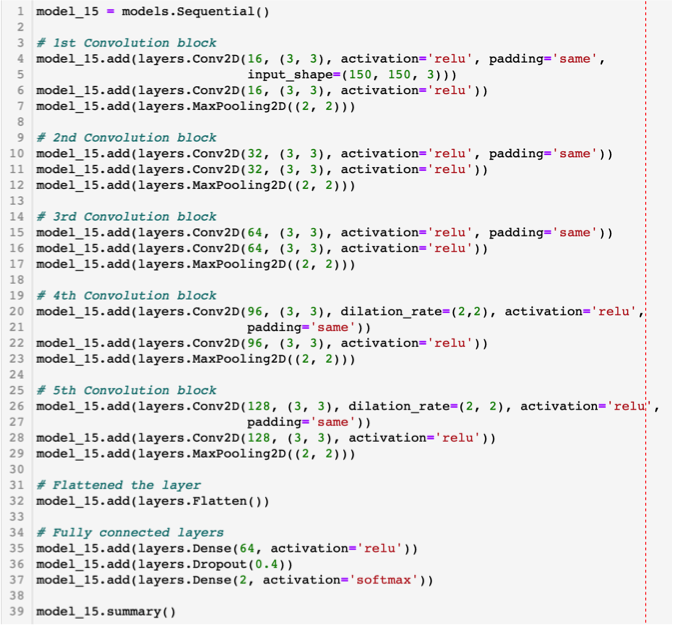 1 model_15 = models.Sequential()
2
3 # 1st Convolution block
4 model_15.add(layers.Conv2D(16, (3, 3), activation='relu', padding='same',
5                            input_shape=(150, 150, 3)))
6 model_15.add(layers.Conv2D(16, (3, 3), activation='relu'))
7 model_15.add(layers.MaxPooling2D((2, 2)))
8
9 # 2nd Convolution block
10 model_15.add(layers.Conv2D(32, (3, 3), activation='relu', padding='same'))
11 model_15.add(layers.Conv2D(32, (3, 3), activation='relu'))
12 model_15.add(layers.MaxPooling2D((2, 2)))
13
14 # 3rd Convolution block
15 model_15.add(layers.Conv2D(64, (3, 3), activation='relu', padding='same'))
16 model_15.add(layers.Conv2D(64, (3, 3), activation='relu'))
17 model_15.add(layers.MaxPooling2D((2, 2)))
18
19 # 4th Convolution block
20 model_15.add(layers.Conv2D(96, (3, 3), dilation_rate=(2,2), activation='relu',
21                            padding='same'))
22 model_15.add(layers.Conv2D(96, (3, 3), activation='relu'))
23 model_15.add(layers.MaxPooling2D((2, 2)))
24
25 # 5th Convolution block
26 model_15.add(layers.Conv2D(128, (3, 3), dilation_rate=(2, 2), activation='relu',
27                            padding='same'))
28 model_15.add(layers.Conv2D(128, (3, 3), activation='relu'))
29 model_15.add(layers.MaxPooling2D((2, 2)))
30
31 # Flattened the layer
32 model_15.add(layers.Flatten())
33
34 # Fully connected layers
35 model_15.add(layers.Dense(64, activation='relu'))
36 model_15.add(layers.Dropout(0.4))
37 model_15.add(layers.Dense(2, activation='softmax'))
38
39 model_15.summary()